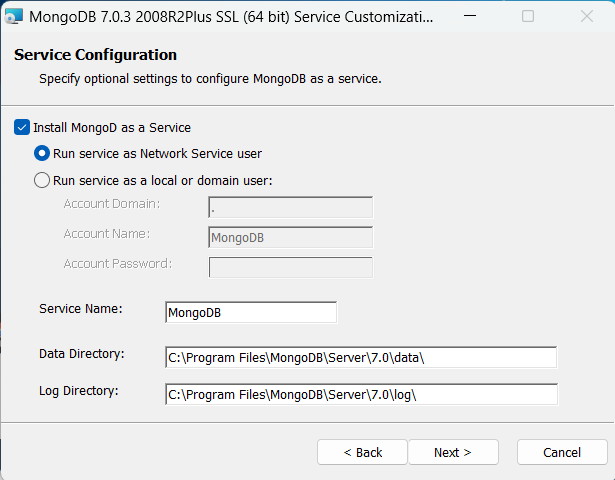 MongoDB 7.0.3 2008R2Plus SSL (64 bit) Service Customizati...
Service Configuration
Specify optional settings to configure MongoDB as a service.
Install MongoD as a Service
Run service as Network Service user
Run service as a local or domain user:
Account Domain: .
Account Name: MongoDB
Account Password:
Service Name: MongoDB
Data Directory: C:\Program Files\MongoDB\Server\7.0\data\
Log Directory: C:\Program Files\MongoDB\Server\7.0\log\
< Back Next > Cancel